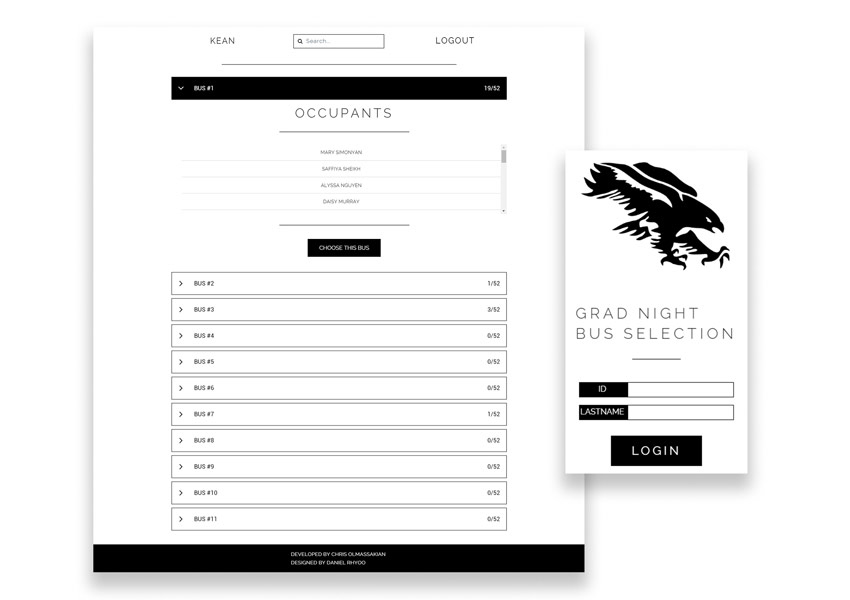 KEAN
Search...
LOGOUT
BUS #1 19/52
OCCUPANTS
MARY SIMONYAN
SAFFIYA SHEIKH
ALYSSA NGUYEN
DAISY MURRAY
CHOOSE THIS BUS
BUS #2 1/52
BUS #3 3/52
BUS #4 0/52
BUS #5 0/52
BUS #6 0/52
BUS #7 1/52
BUS #8 0/52
BUS #9 0/52
BUS #10 0/52
BUS #11 0/52
DEVELOPED BY CHRIS OLMASSAKIAN
DESIGNED BY DANIEL RHYOO
GRAD NIGHT
BUS SELECTION
ID
LASTNAME
LOGIN